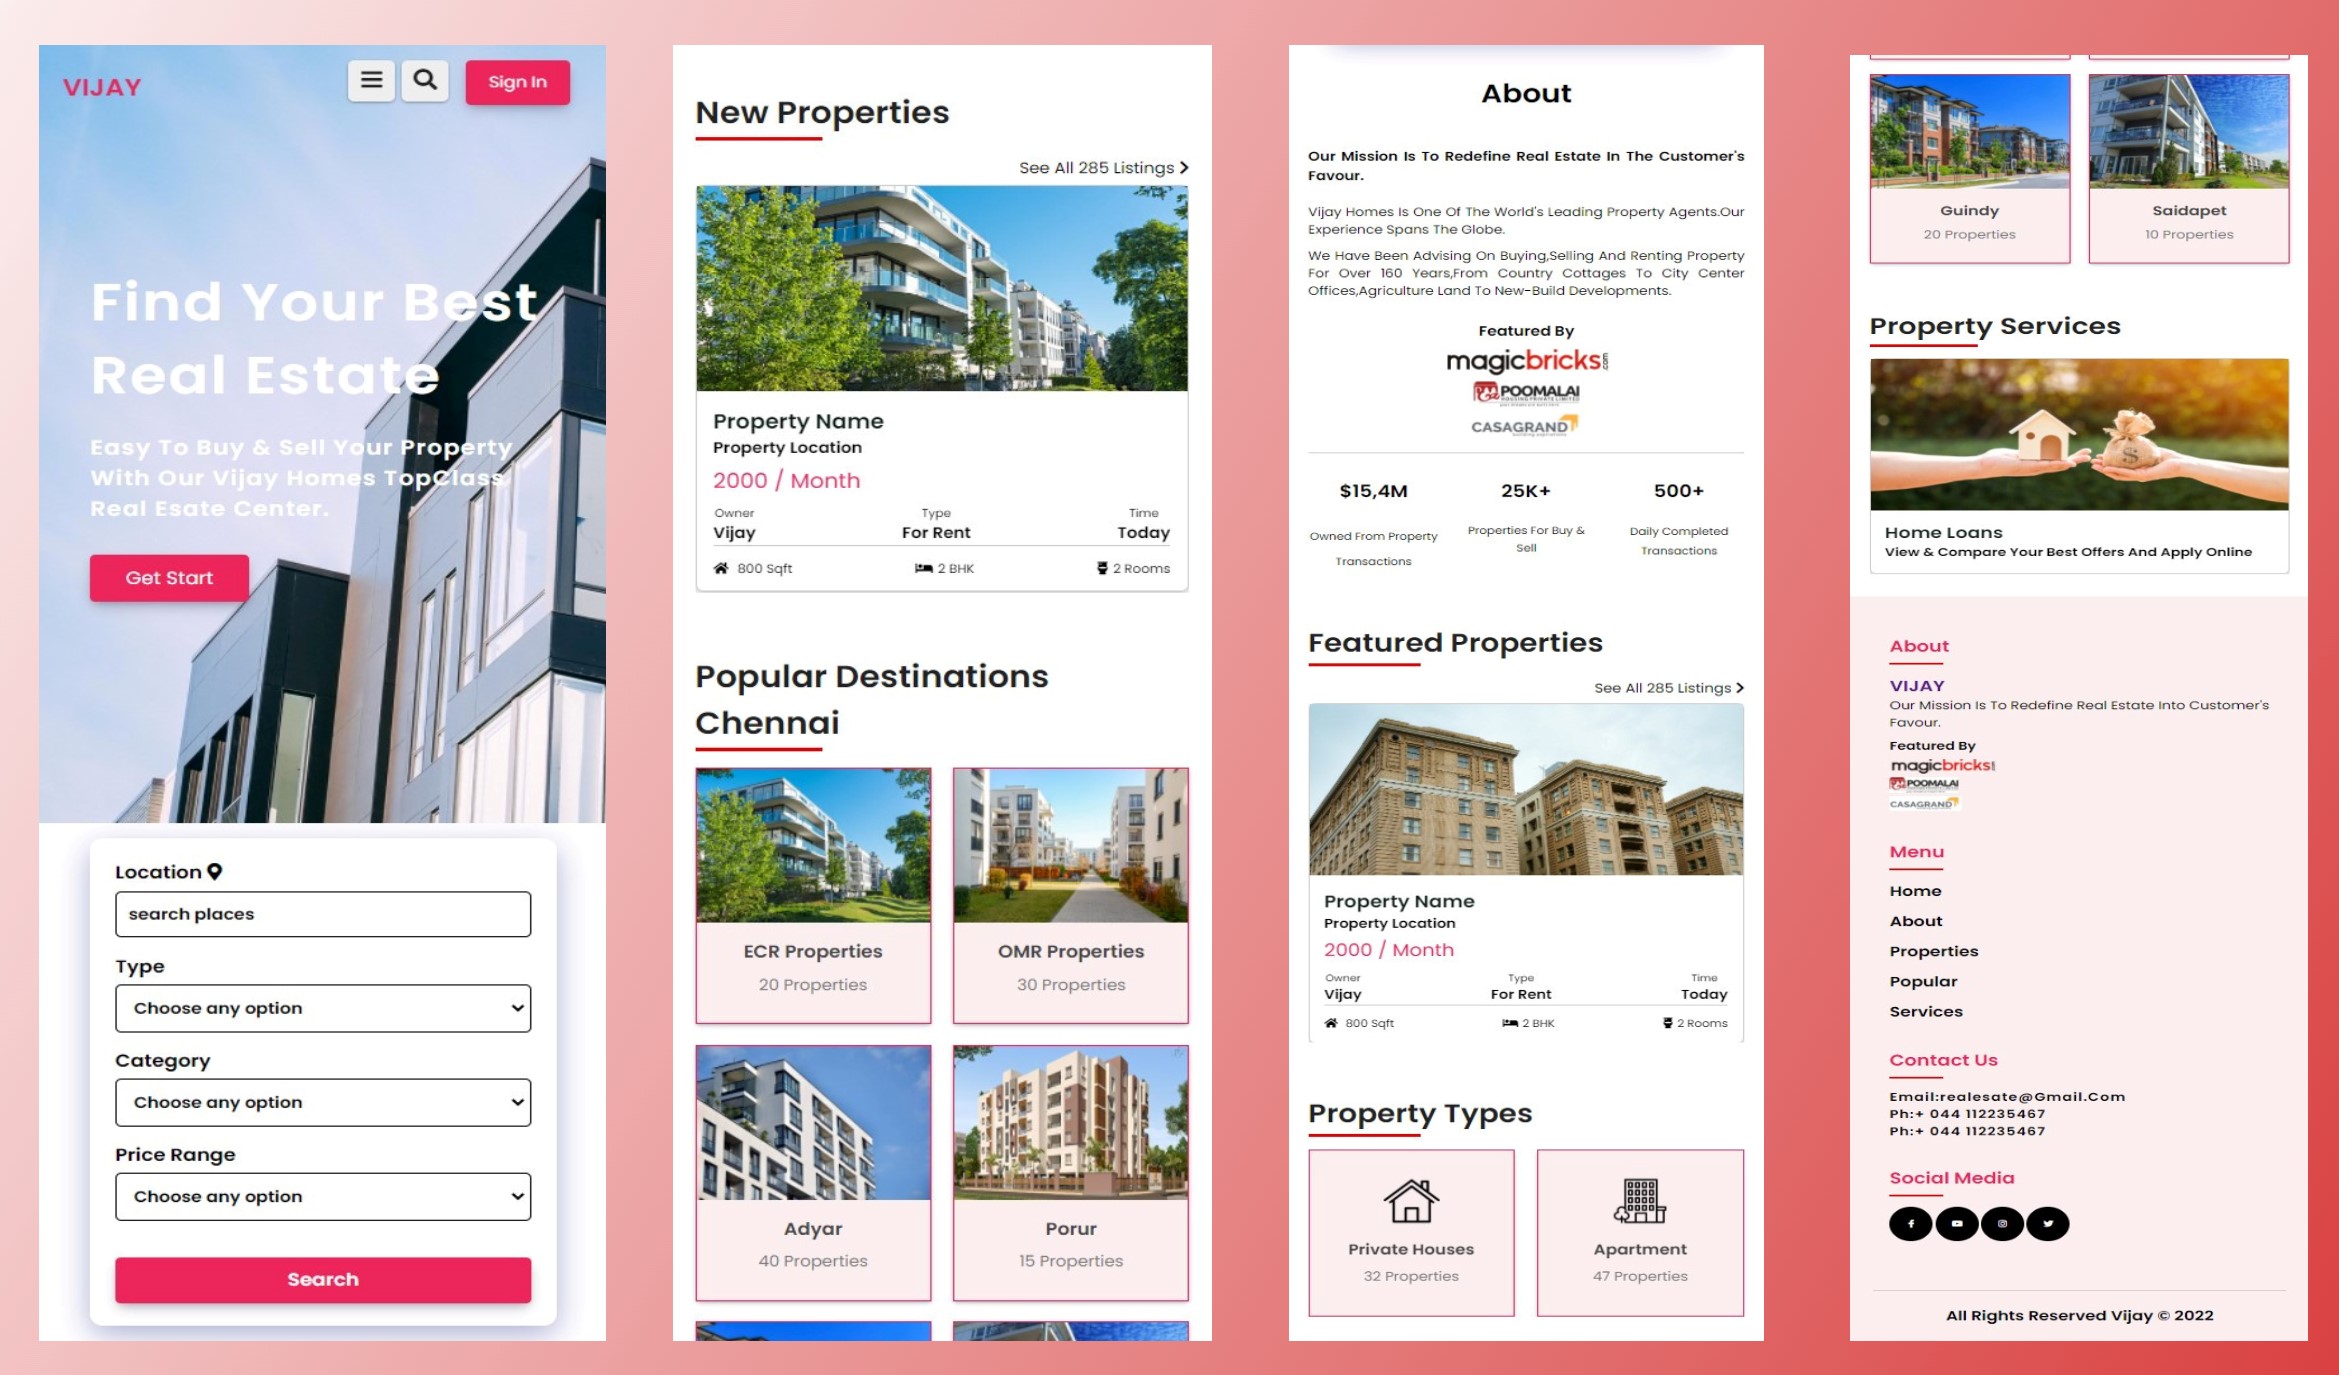 VIJAY
Sign In
Find Your Best
Real Estate
Easy To Buy & Sell Your Property
With Our Vijay Homes TopClass
Real Esate Center.
Get Start
Location
search places
Type
Choose any option
Category
Choose any option
Price Range
Choose any option
Search
New Properties
See All 285 Listings
Property Name
Property Location
2000 / Month
Owner Type Time
Vijay For Rent Today
800 Sqft 2 BHK 2 Rooms
Popular Destinations
Chennai
ECR Properties OMR Properties
20 Properties 30 Properties
Adyar Porur
40 Properties 15 Properties
About
Our Mission Is To Redefine Real Estate In The Customer's
Favour.
Vijay Homes Is One Of The World's Leading Property Agents.Our
Experience Spans The Globe.
We Have Been Advising On Buying,Selling And Renting Property
For Over 160 Years,From Country Cottages To City Center
Offices,Agriculture Land To New-Build Developments.
Featured By
magicbricks
POOMALAI
HOUSING PRIVATE LIMITED
CASAGRAND
$15,4M 25K+ 500+
Owned From Property Properties For Buy & Daily Completed
Transactions Sell Transactions
Featured Properties
See All 285 Listings
Property Name
Property Location
2000 / Month
Owner Type Time
Vijay For Rent Today
800 Sqft 2 BHK 2 Rooms
Property Types
Private Houses Apartment
32 Properties 47 Properties
Guindy Saidapet
20 Properties 10 Properties
Property Services
$
Home Loans
View & Compare Your Best Offers And Apply Online
About
VIJAY
Our Mission Is To Redefine Real Estate Into Customer's
Favour.
Featured By
magicbricks
POOMALAI
CASAGRAND
Menu
Home
About
Properties
Popular
Services
Contact Us
Email:realesate@Gmail.Com
Ph:+ 044 112235467
Ph:+ 044 112235467
Social Media
All Rights Reserved Vijay © 2022